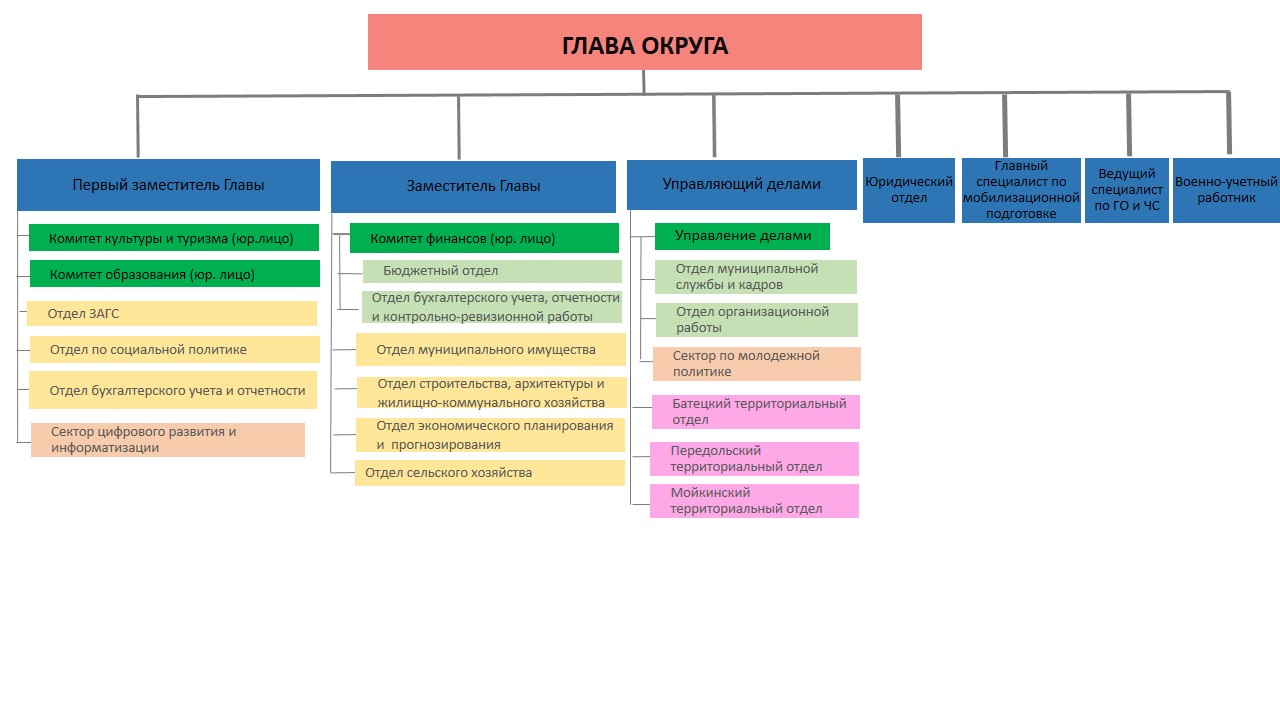 ГЛАВА ОКРУГА
Первый заместитель Главы
Комитет культуры и туризма (юр.лицо)
Комитет образования (юр. лицо)
Отдел ЗАГС
Отдел по социальной политике
Отдел бухгалтерского учета и отчетности
Сектор цифрового развития и
информатизации
Заместитель Главы
Комитет финансов (юр. лицо)
Бюджетный отдел
Отдел бухгалтерского учета, отчетности
и контрольно-ревизионной работы
Отдел муниципального имущества
Отдел строительства, архитектуры и
жилищно-коммунального хозяйства
Отдел экономического планирования
и прогнозирования
Отдел сельского хозяйства
Управляющий делами
Управление делами
Отдел муниципальной
службы и кадров
Отдел организационной
работы
Сектор по молодежной
политике
Батецкий территориальный
отдел
Передольский
территориальный отдел
Мойкинский
территориальный отдел
Юридический
отдел
Главный
специалист по
мобилизационной
подготовке
Ведущий
специалист
по ГО и ЧС
Военно-учетный
работник